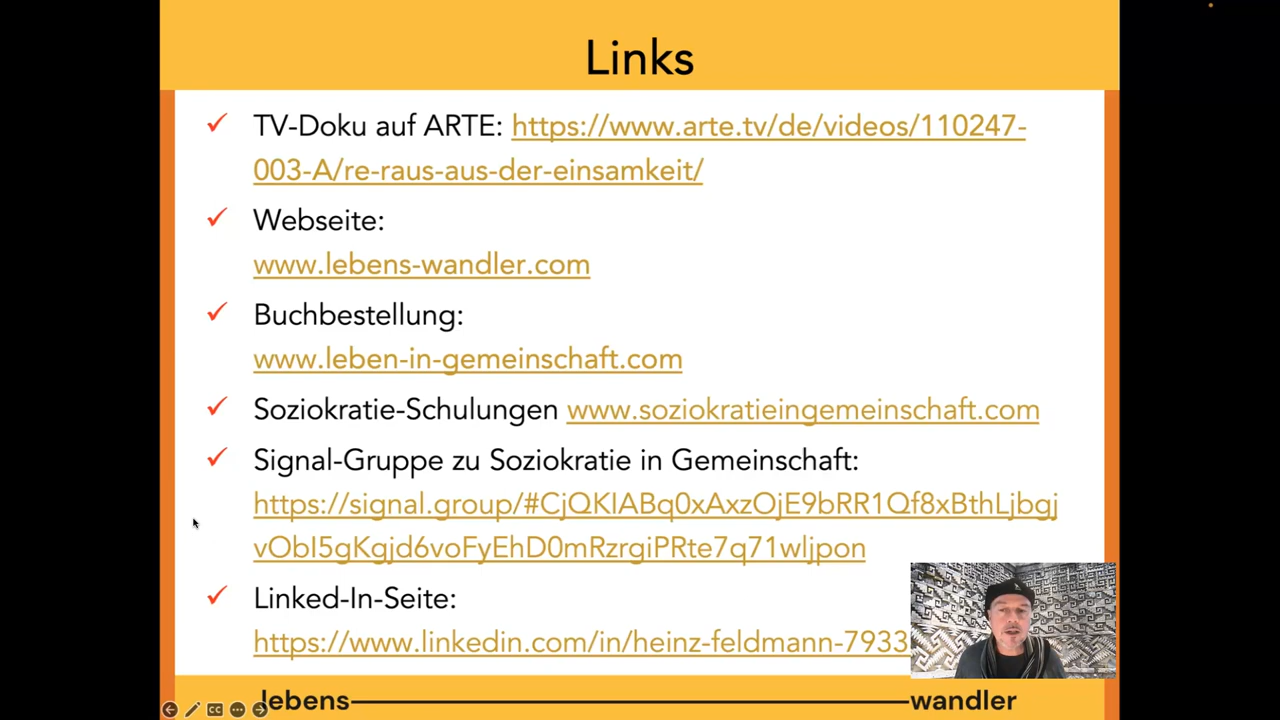 Links
TV-Doku auf ARTE: https://www.arte.tv/de/videos/110247-
003-A/re-raus-aus-der-einsamkeit/
Webseite:
www.lebens-wandler.com
Buchbestellung:
www.leben-in-gemeinschaft.com
Soziokratie-Schulungen www.soziokratieingemeinschaft.com
Signal-Gruppe zu Soziokratie in Gemeinschaft:
https://signal.group/#CjQKIABq0xAxzOjE9bRR1Qf8xBthLjbgj
vObI5gKgjd6voFyEhD0mRzrgiPRte7q71wljpon
Linked-In-Seite:
https://www.linkedin.com/in/heinz-feldmann-7933
lebens wandler
CC